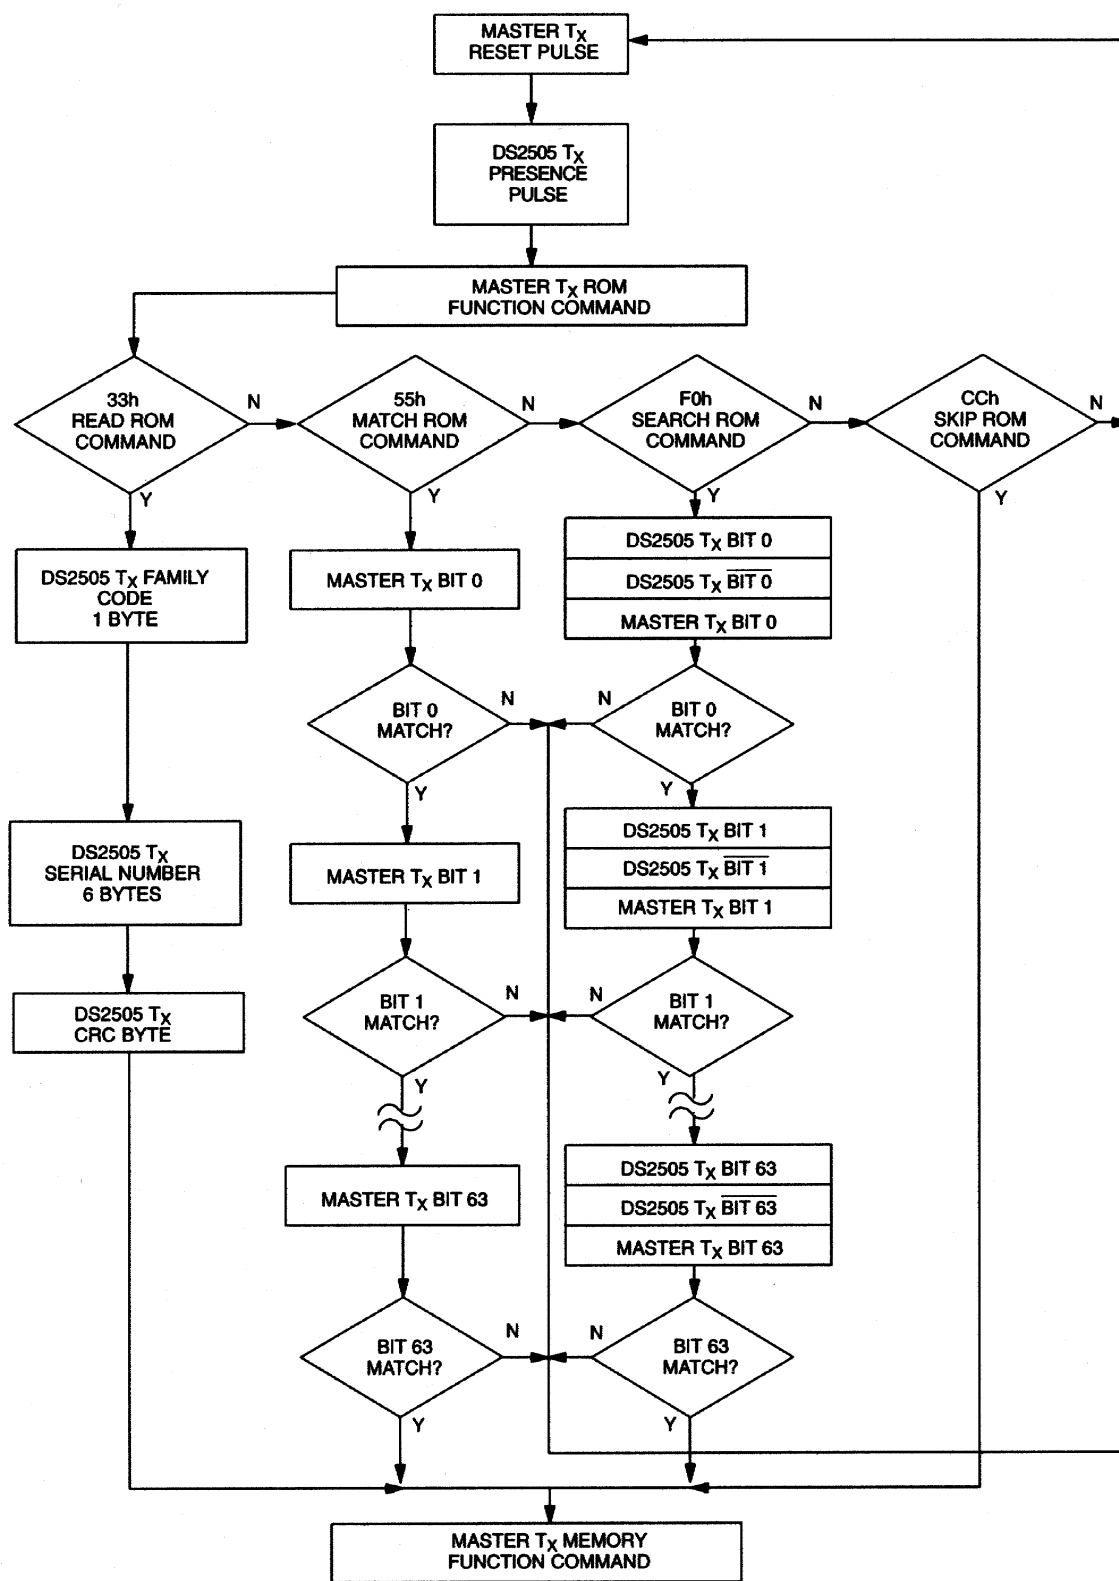 MASTER TX
RESET PULSE
DS2505 TX
PRESENCE
PULSE
MASTER TX ROM
FUNCTION COMMAND
33h
READ ROM
COMMAND
N
Y
55h
MATCH ROM
COMMAND
N
Y
F0h
SEARCH ROM
COMMAND
N
Y
CCh
SKIP ROM
COMMAND
N
Y
DS2505 TX FAMILY
CODE
1 BYTE
DS2505 TX
SERIAL NUMBER
6 BYTES
DS2505 TX
CRC BYTE
MASTER TX BIT 0
BIT 0
MATCH?
N
Y
MASTER TX BIT 1
BIT 1
MATCH?
N
Y
MASTER TX BIT 63
BIT 63
MATCH?
N
Y
DS2505 TX BIT 0
DS2505 TX BIT 0
MASTER TX BIT 0
N
BIT 0
MATCH?
Y
DS2505 TX BIT 1
DS2505 TX BIT 1
MASTER TX BIT 1
N
BIT 1
MATCH?
Y
DS2505 TX BIT 63
DS2505 TX BIT 63
MASTER TX BIT 63
N
BIT 63
MATCH?
Y
MASTER TX MEMORY
FUNCTION COMMAND